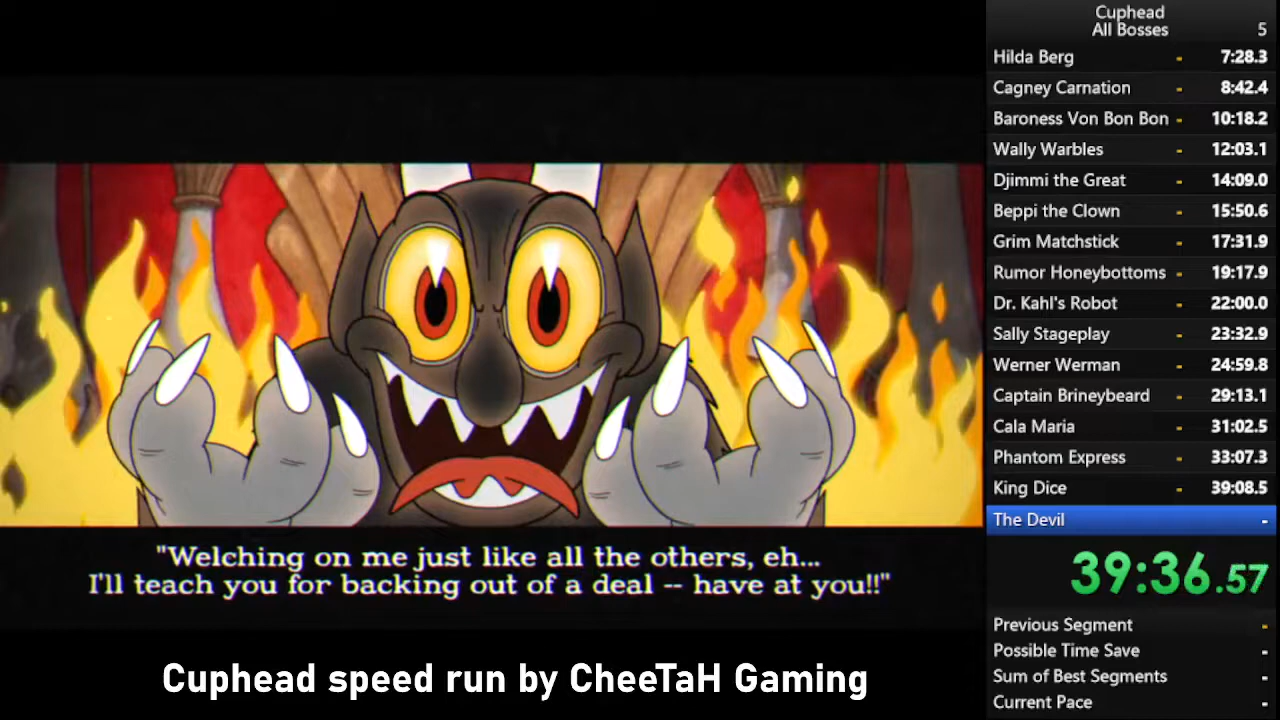 Cuphead
All Bosses 5
Hilda Berg - 7:28.3
Cagney Carnation - 8:42.4
Baroness Von Bon Bon - 10:18.2
Wally Warbles - 12:03.1
Djimmi the Great - 14:09.0
Beppi the Clown - 15:50.6
Grim Matchstick - 17:31.9
Rumor Honeybottoms - 19:17.9
Dr. Kahl's Robot - 22:00.0
Sally Stageplay - 23:32.9
Werner Werman - 24:59.8
Captain Brineybeard - 29:13.1
Cala Maria - 31:02.5
Phantom Express - 33:07.3
King Dice - 39:08.5
The Devil -
39:36.57
Previous Segment -
Possible Time Save -
Sum of Best Segments -
Current Pace -
"Welching on me just like all the others, eh...
I'll teach you for backing out of a deal -- have at you!!"
Cuphead speed run by CheeTaH Gaming